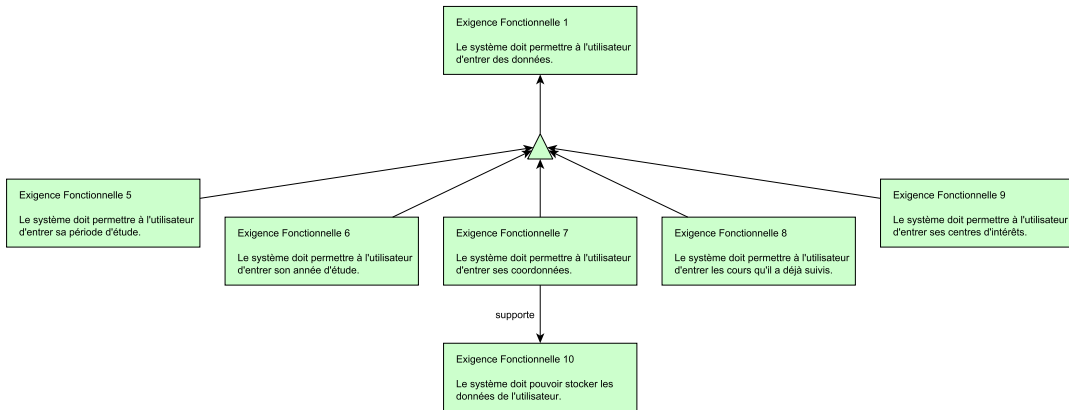 Exigence Fonctionnelle 1
Le système doit permettre à l'utilisateur
d'entrer des données.
Exigence Fonctionnelle 5
Le système doit permettre à l'utilisateur
d'entrer sa période d'étude.
Exigence Fonctionnelle 6
Le système doit permettre à l'utilisateur
d'entrer son année d'étude.
Exigence Fonctionnelle 7
Le système doit permettre à l'utilisateur
d'entrer ses coordonnées.
Exigence Fonctionnelle 8
Le système doit permettre à l'utilisateur
d'entrer les cours qu'il a déjà suivis.
Exigence Fonctionnelle 9
Le système doit permettre à l'utilisateur
d'entrer ses centres d'intérêts.
supporte
Exigence Fonctionnelle 10
Le système doit pouvoir stocker les
données de l'utilisateur.